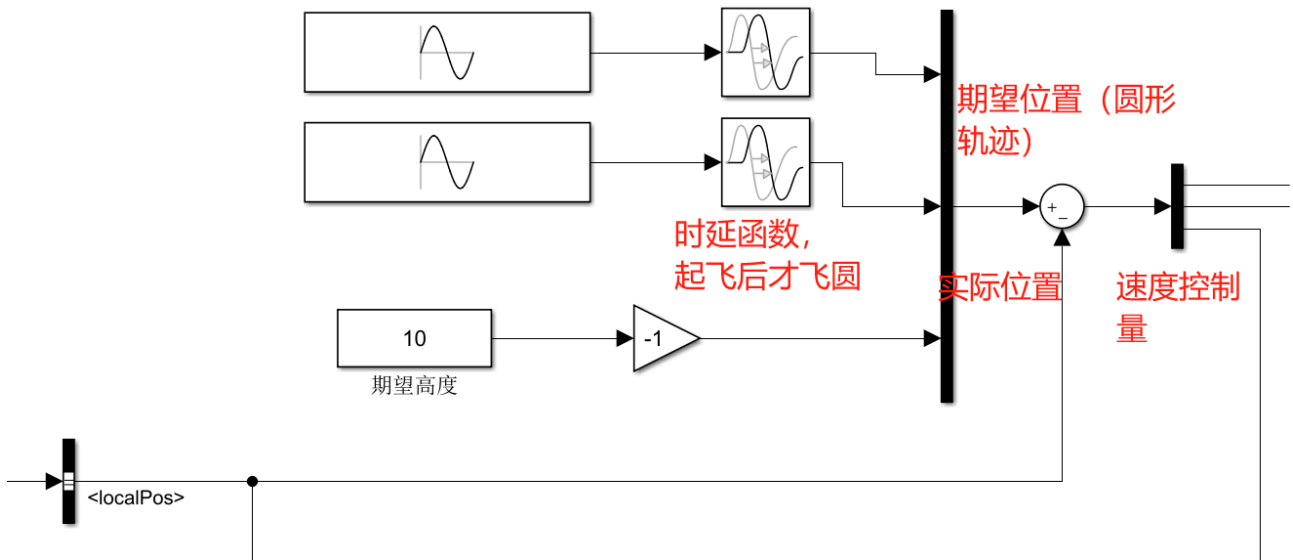 期望位置（圆形
轨迹）
时延函数，
起飞后才飞圆
实际位置
速度控制
量
10
-1
期望高度
<localPos>